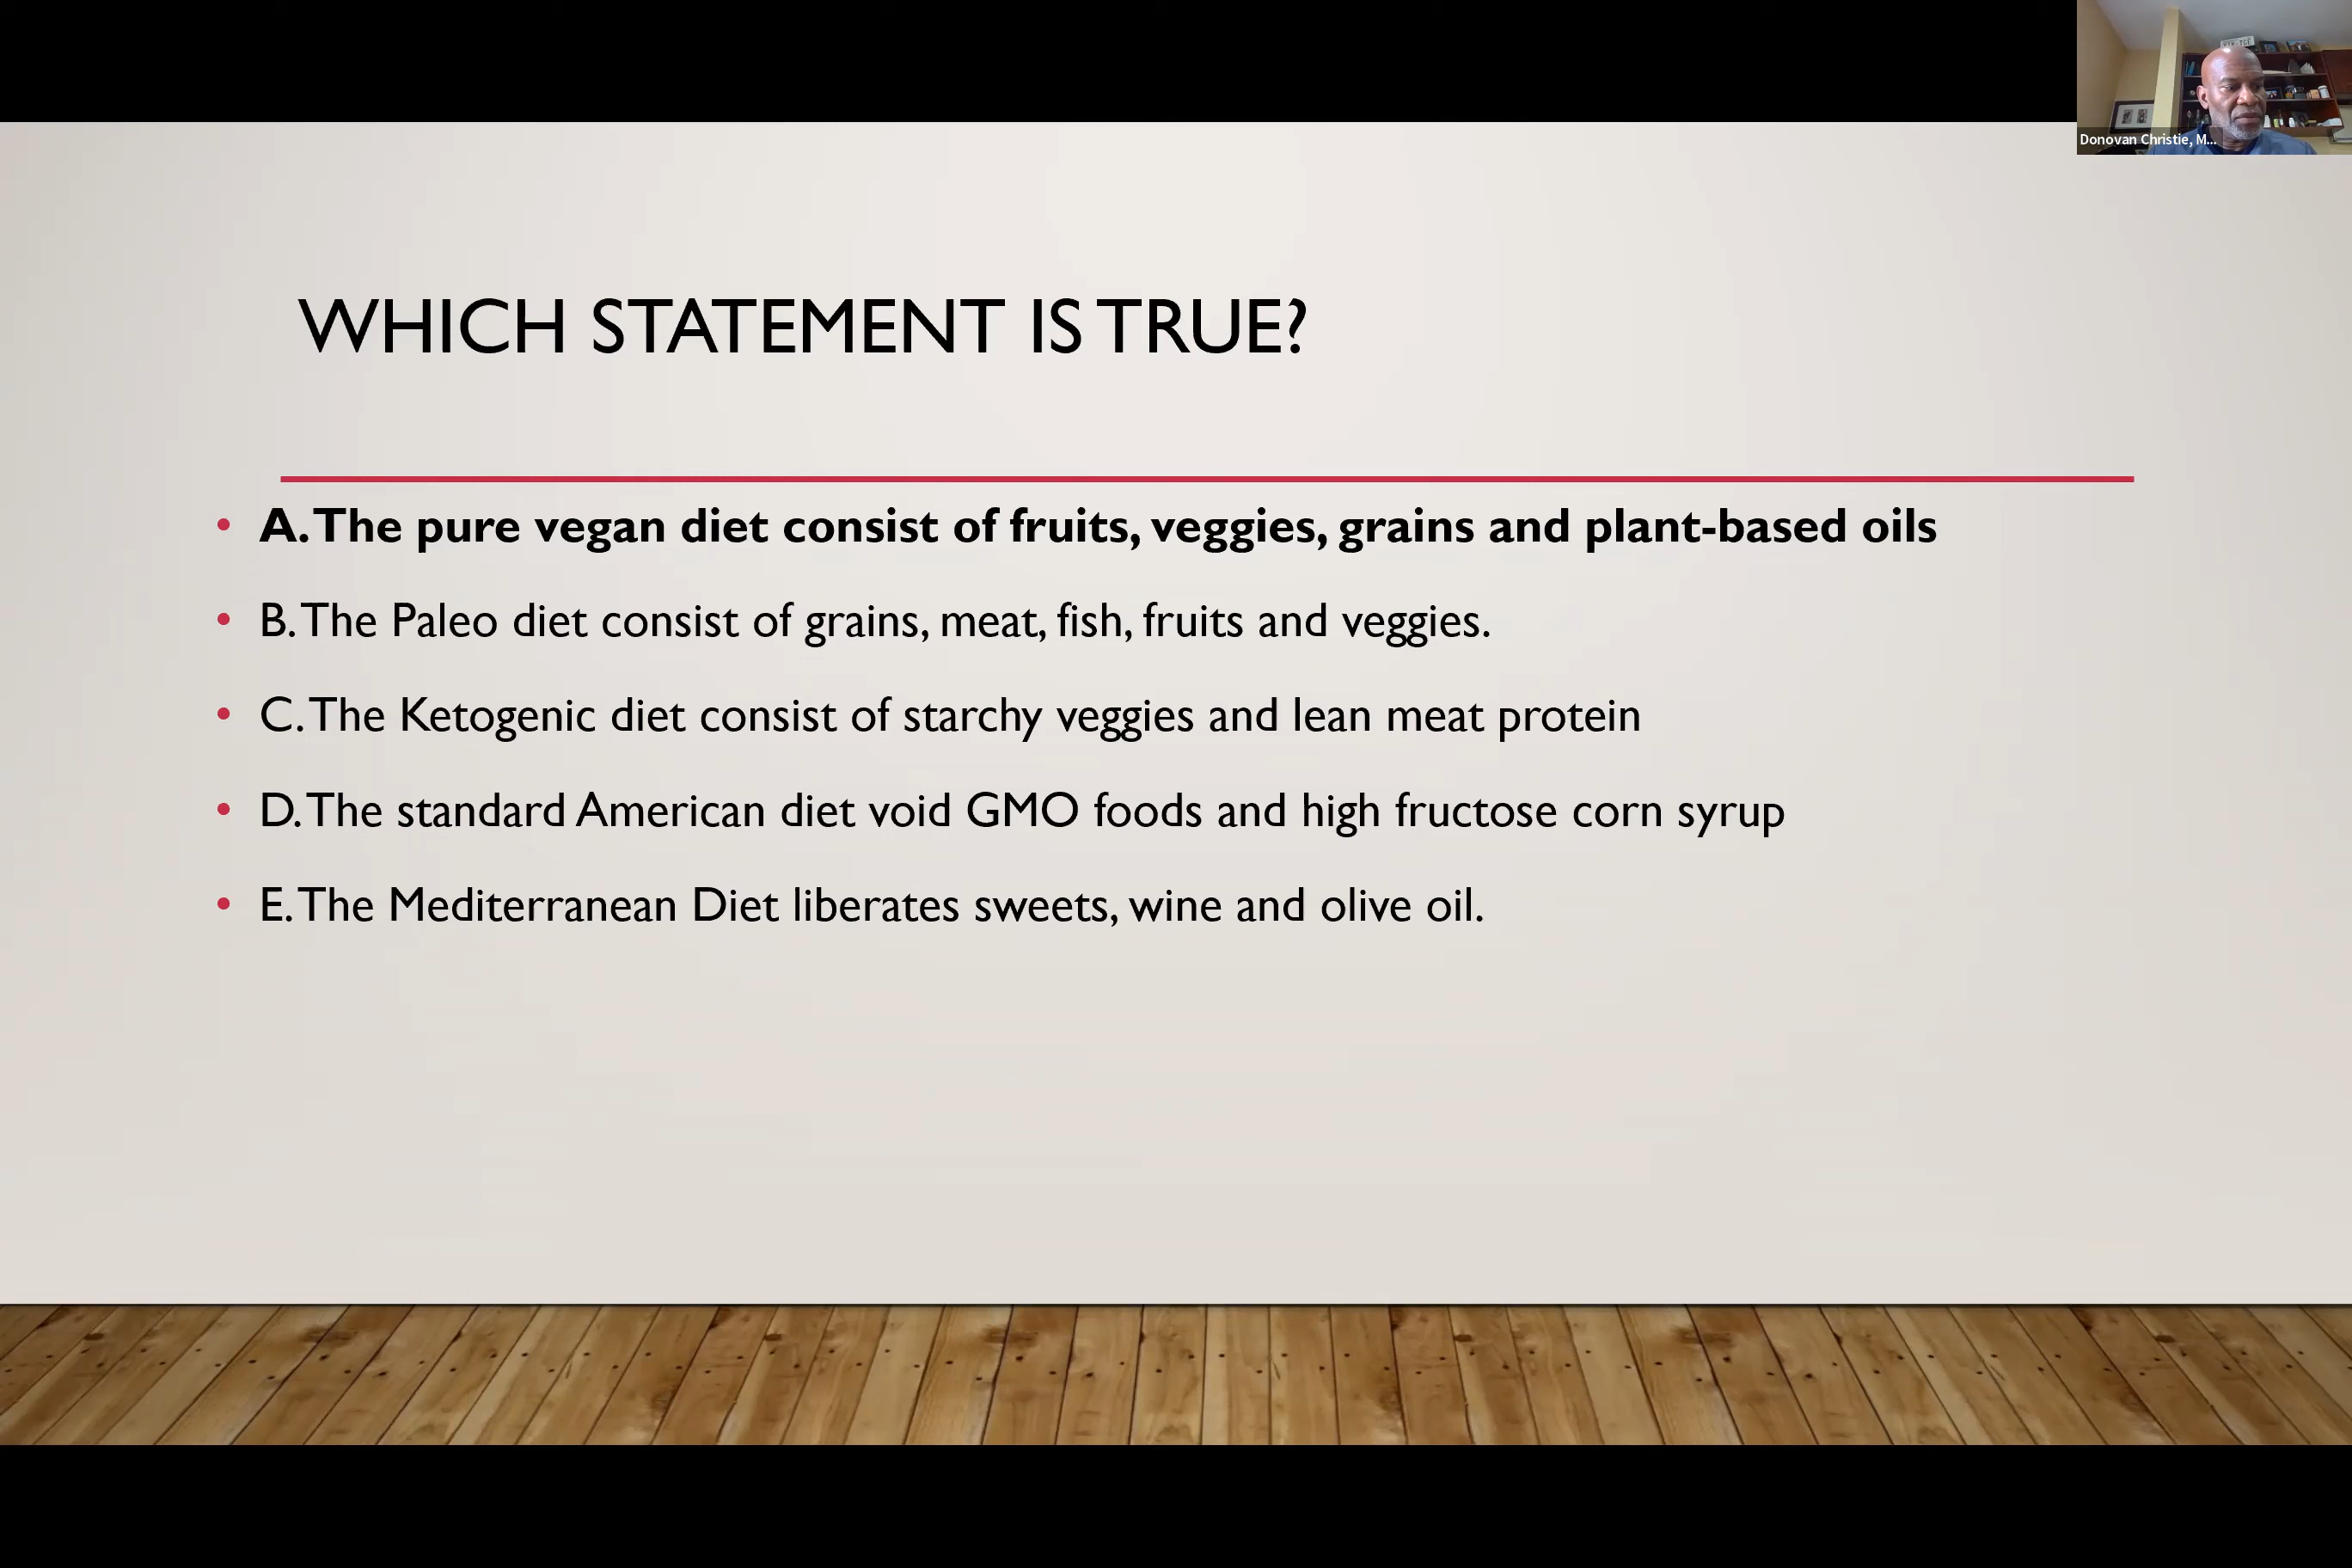 Donovan Christie, M...
WHICH STATEMENT IS TRUE?
• A. The pure vegan diet consist of fruits, veggies, grains and plant-based oils
• B. The Paleo diet consist of grains, meat, fish, fruits and veggies.
• C. The Ketogenic diet consist of starchy veggies and lean meat protein
• D. The standard American diet void GMO foods and high fructose corn syrup
• E. The Mediterranean Diet liberates sweets, wine and olive oil.